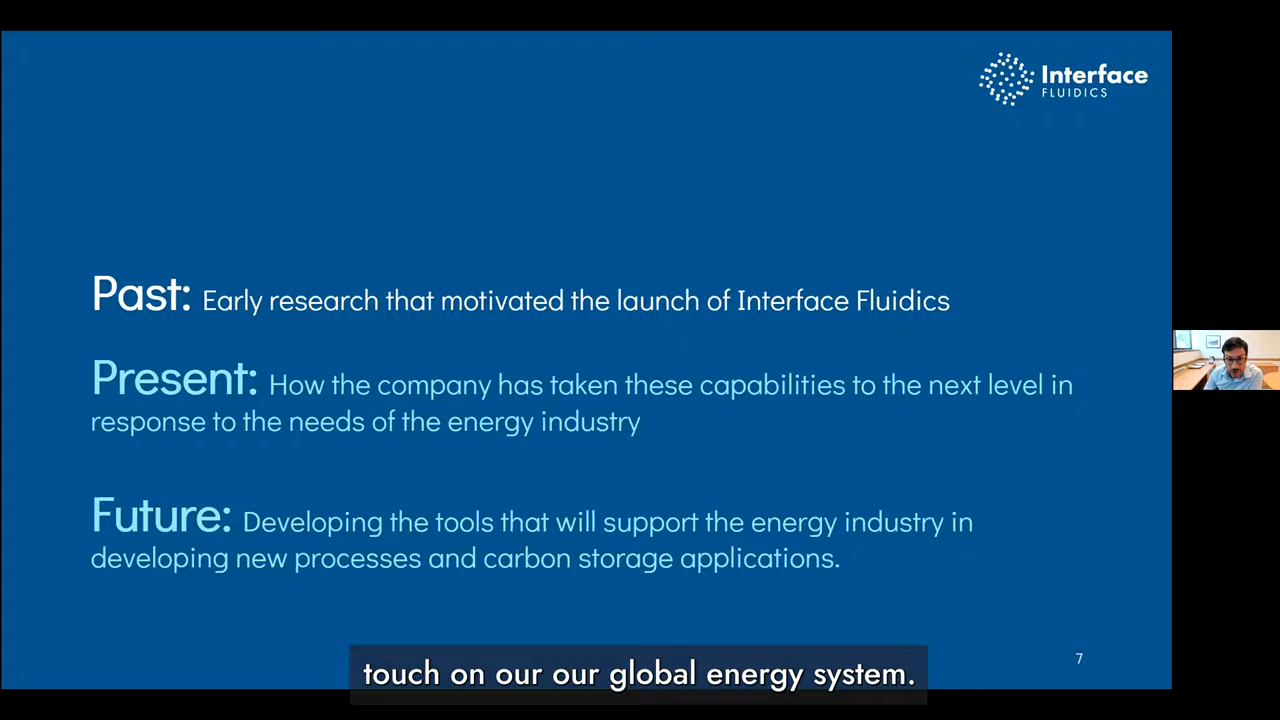 Interface
FLUIDICS
Past: Early research that motivated the launch of Interface Fluidics
Present: How the company has taken these capabilities to the next level in
response to the needs of the energy industry
Future: Developing the tools that will support the energy industry in
developing new processes and carbon storage applications.
7
touch on our our global energy system.